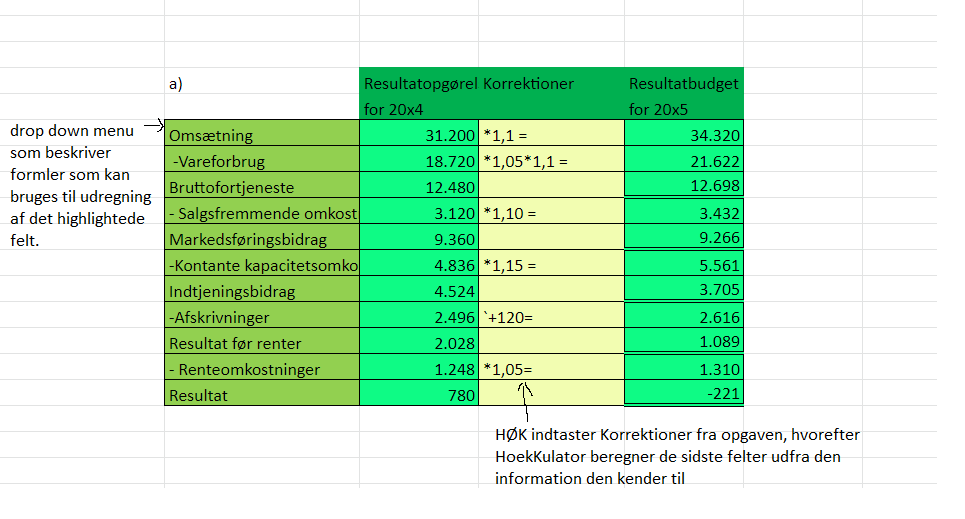 a) Resultatopgørel Korrektioner Resultatbudget
for 20x4 for 20x5
drop down menu
som beskriver
formler som kan
bruges til udregning
af det highlightede
felt.
Omsætning 31.200 *1,1 = 34.320
-Vareforbrug 18.720 *1,05*1,1 = 21.622
Bruttofortjeneste 12.480 12.698
- Salgsfremmende omkost 3.120 *1,10 = 3.432
Markedsføringsbidrag 9.360 9.266
-Kontante kapacitetsomko 4.836 *1,15 = 5.561
Indtjeningsbidrag 4.524 3.705
-Afskrivninger 2.496 `+120= 2.616
Resultat før renter 2.028 1.089
- Renteomkostninger 1.248 *1,05= 1.310
Resultat 780 -221
HØK indtaster Korrektioner fra opgaven, hvorefter
HoekKulator beregner de sidste felter udfra den
information den kender til